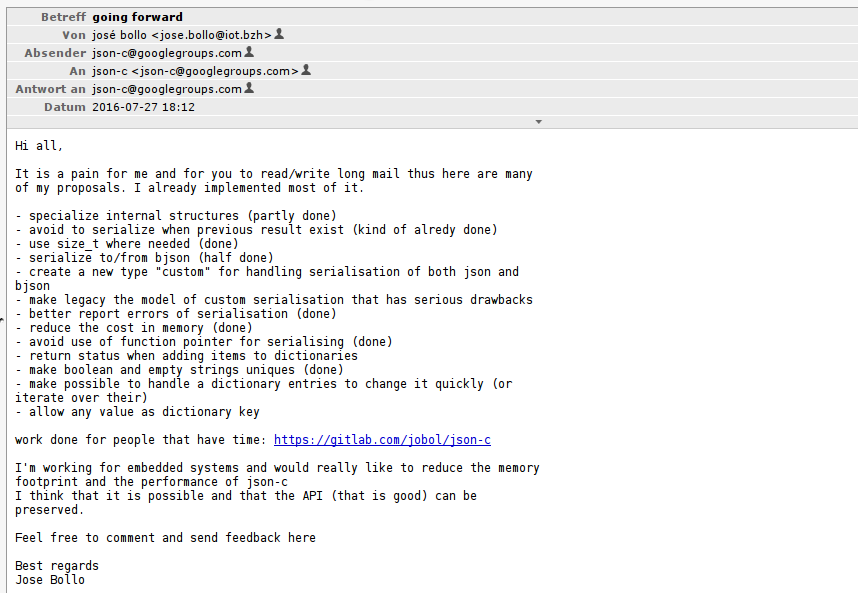 Betreff going forward
Von josé bollo <jose.bollo@iot.bzh>
Absender json-c@googlegroups.com
An json-c <json-c@googlegroups.com>
Antwort an json-c@googlegroups.com
Datum 2016-07-27 18:12
Hi all,
It is a pain for me and for you to read/write long mail thus here are many
of my proposals. I already implemented most of it.
- specialize internal structures (partly done)
- avoid to serialize when previous result exist (kind of alredy done)
- use size_t where needed (done)
- serialize to/from bjson (half done)
- create a new type "custom" for handling serialisation of both json and
bjson
- make legacy the model of custom serialisation that has serious drawbacks
- better report errors of serialisation (done)
- reduce the cost in memory (done)
- avoid use of function pointer for serialising (done)
- return status when adding items to dictionaries
- make boolean and empty strings uniques (done)
- make possible to handle a dictionary entries to change it quickly (or
iterate over their)
- allow any value as dictionary key
work done for people that have time: https://gitlab.com/jobol/json-c
I'm working for embedded systems and would really like to reduce the memory
footprint and the performance of json-c
I think that it is possible and that the API (that is good) can be
preserved.
Feel free to comment and send feedback here
Best regards
Jose Bollo